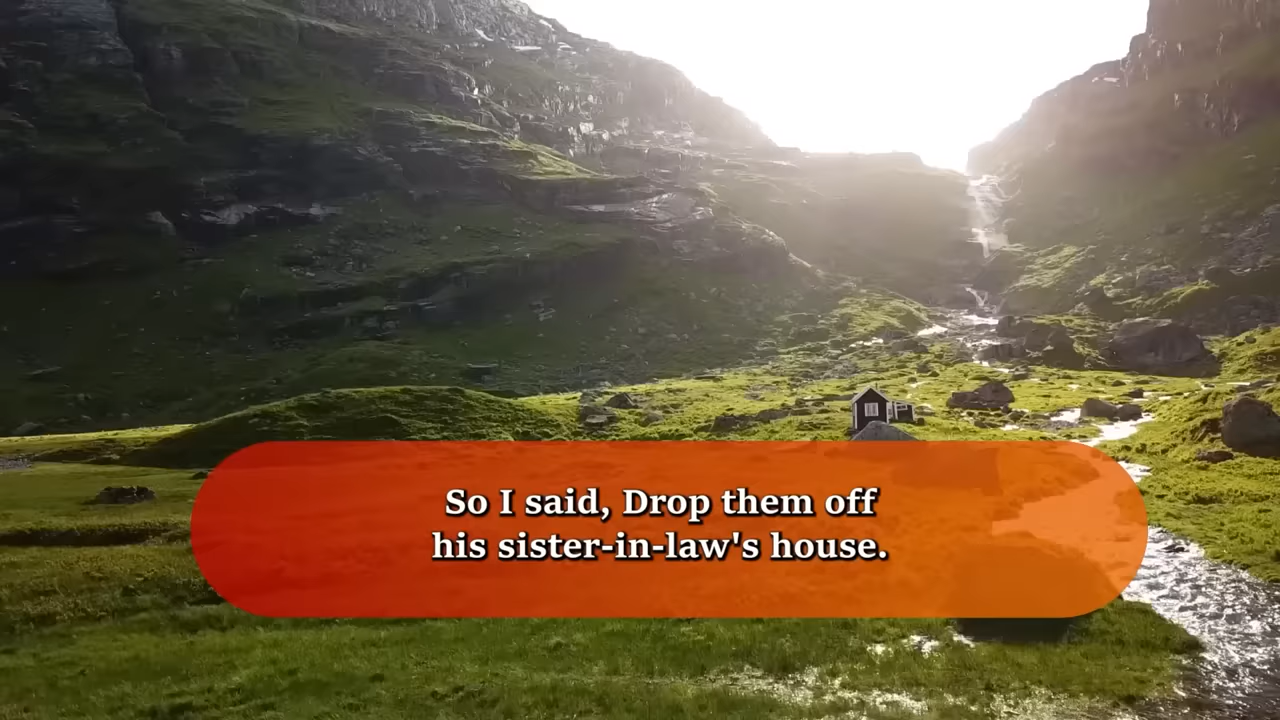 So I said, Drop them off
his sister-in-law's house.